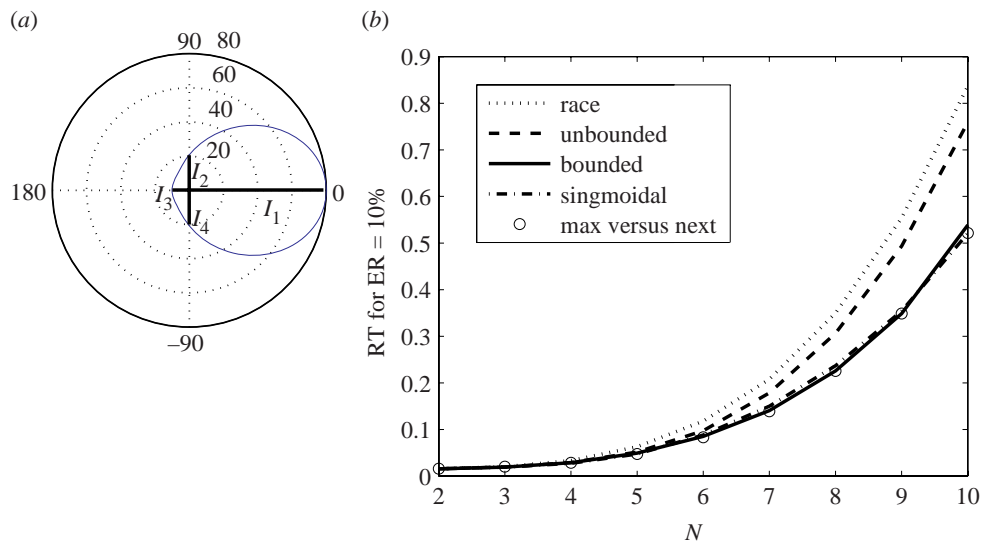 (a)
90 80
60
40
20
I2
180
I3
I1
0
I4
–90
(b)
RT for ER = 10%
0.9
0.8
0.7
0.6
0.5
0.4
0.3
0.2
0.1
0
race
unbounded
bounded
singmoidal
max versus next
2 3 4 5 6 7 8 9 10
N